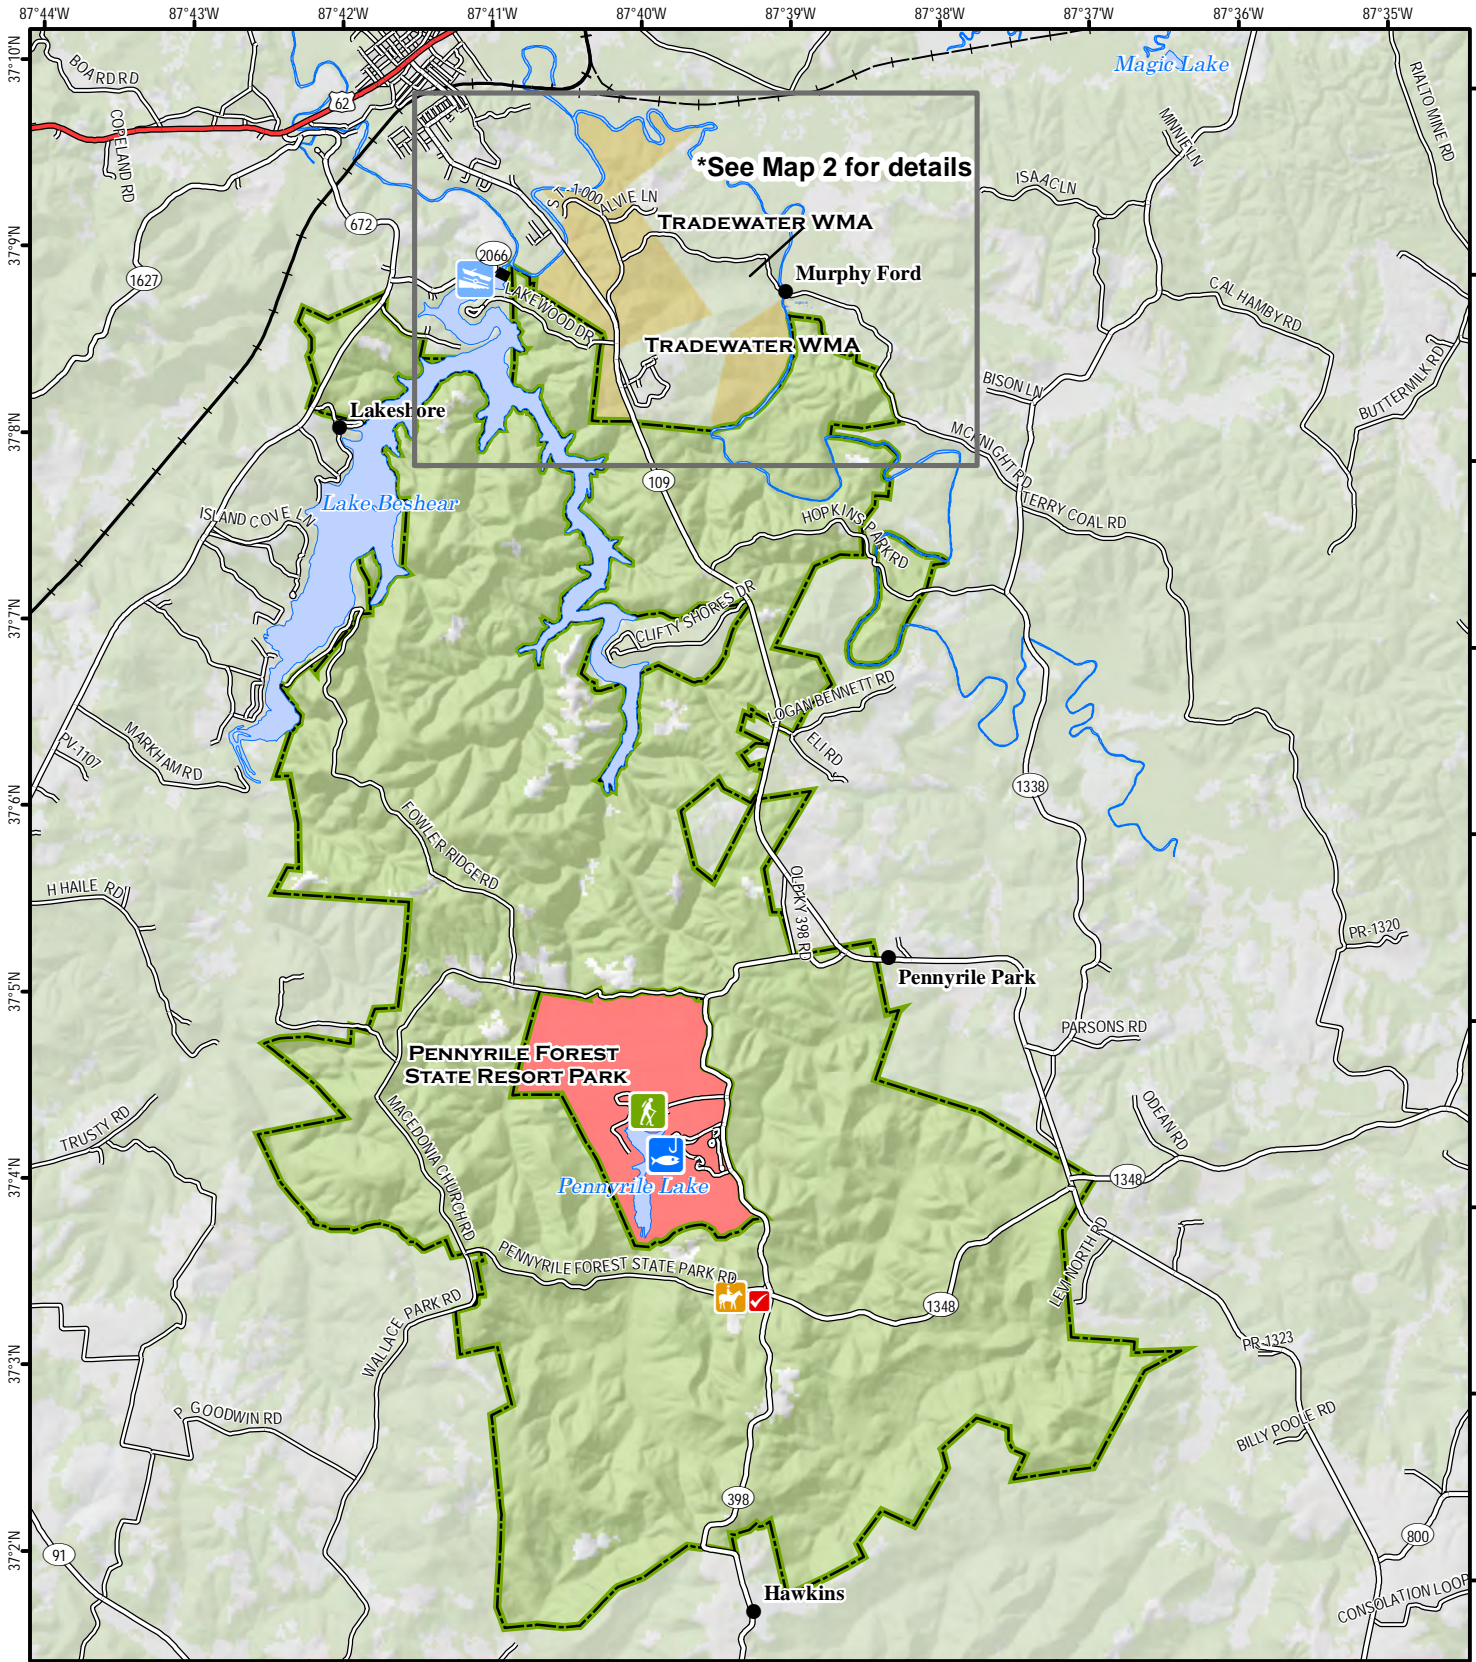 87°44'W
87°43'W
87°42'W
87°41'W
87°40'W
87°39'W
87°38'W
87°37'W
87°36'W
87°35'W
37°10'N
37°9'N
37°8'N
37°7'N
37°6'N
37°5'N
37°4'N
37°3'N
37°2'N
BOARD RD
COPELAND RD
62
Magic Lake
RIALTO MINE RD
MINNIE LN
*See Map 2 for details
ISAAC LN
ST-1000
ALVIE LN
TRADEWATER WMA
672
2066
1627
Murphy Ford
LAKEWOOD DR
CAL HAMBY RD
TRADEWATER WMA
BUTTERMILK RD
BISON LN
Lakeshore
MCKNIGHT RD
109
Lake Beshear
ISLAND COVE LN
HOPKINS PARK RD
TERRY COAL RD
CLIFTY SHORES DR
LOGAN BENNETT RD
ELI RD
MARKHAM RD
PV-1107
1338
FOWLER RIDGE RD
OLD KY 398 RD
H HAILE RD
PR-1320
Pennyrile Park
PARSONS RD
PENNYRILE FOREST
STATE RESORT PARK
MACEDONIA CHURCH RD
TRUSTY RD
ODEAN RD
Pennyrile Lake
1348
LEVI NORTH RD
PENNYRILE FOREST STATE PARK RD
1348
WALLACE PARK RD
PR-1323
P GOODWIN RD
BILLY POOLE RD
398
800
91
Hawkins
CONSOLATION LOOP